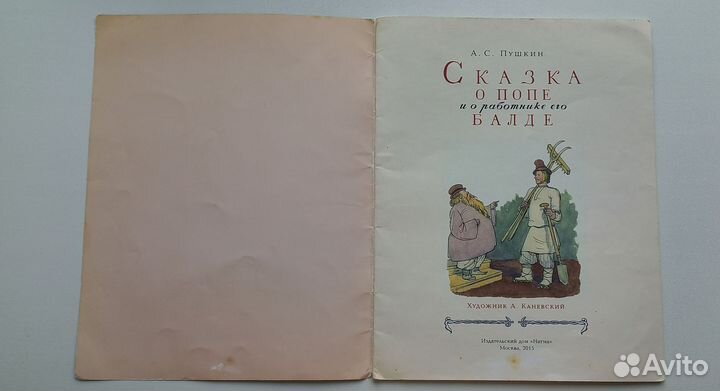 А. С. Пушкин
Сказка
о попе
и о работнике его
Балде
Художник А. Каневский
Издательский дом «Нигма»
Москва, 2015
Avito